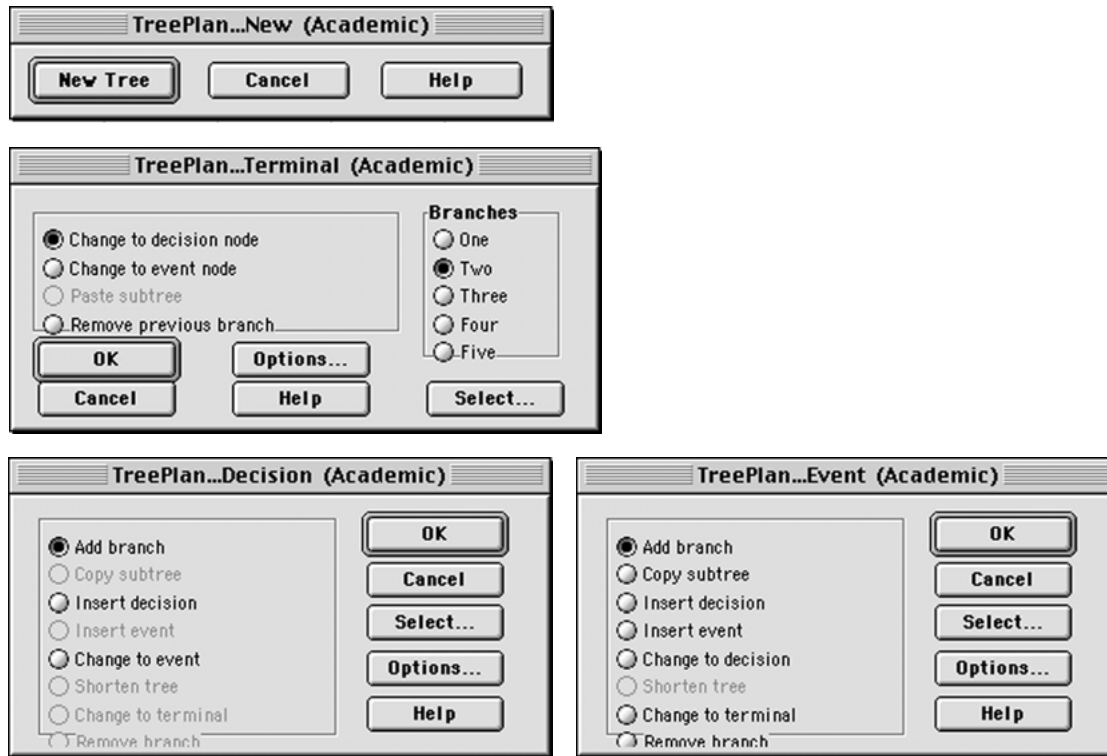 TreePlan...New (Academic)
New Tree Cancel Help
TreePlan...Terminal (Academic)
Branches
Change to decision node
One
Change to event node
Two
Paste subtree
Three
Remove previous branch
Four
Five
OK Options...
Cancel Help Select...
TreePlan...Decision (Academic)
Add branch
Copy subtree
Insert decision
Insert event
Change to event
Shorten tree
Change to terminal
Remove branch
OK
Cancel
Select...
Options...
Help
TreePlan...Event (Academic)
Add branch
Copy subtree
Insert decision
Insert event
Change to decision
Shorten tree
Change to terminal
Remove branch
OK
Cancel
Select...
Options...
Help